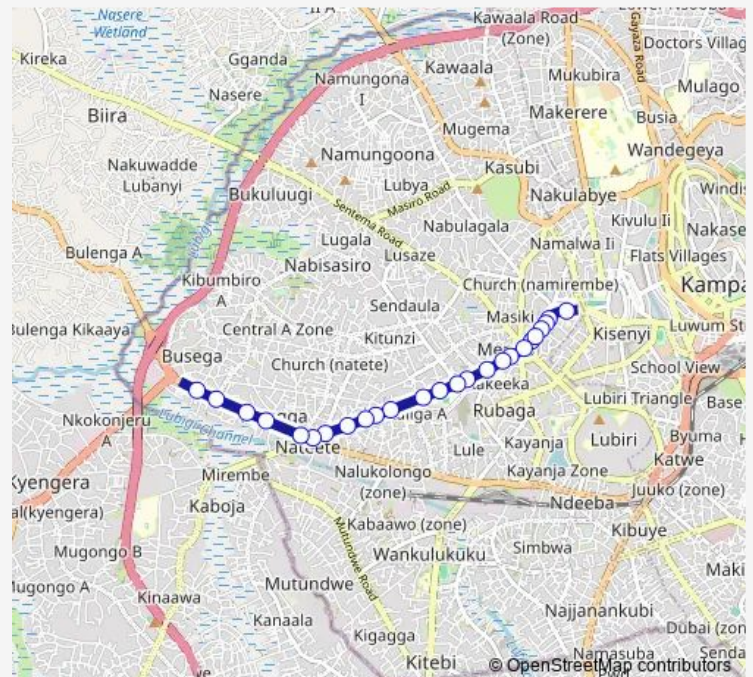 Nasere
Wetland
Kawaala Road
(Zone)
Gayaza Road
Doctors Villag
Kireka
Gganda
Namungona
I
Kawaala
Mukubira
Mulago
Nasere
Biira
Makerere
Busia
Mugema
Wandegeya
Nakuwadde
Lubanyi
Namungoona
Kasubi
Bukuluugi
Lubya
Masiro Road
Nakulabye
Sentema Road
Nabulagala
Kivulu Ii
Nakase
Lubigi
Lugala
Lusaze
Namalwa Ii
Bulenga A
Flats Villages
Nabisasiro
Kibumbiro
A
Church (namirembe)
Kampa
Sendaula
Masiki
Bulenga Kikaaya
Central A Zone
Kitunzi
Kisenyi
Luwum St
Busega
Church (natete)
School View
Lubiri Triangle
Base
Nkokonjeru
A
Lubigi channel
Rubaga
Nateete
Lule
Kayanja
Lubiri
Byuma
Kyengera
Mirembe
Nalukolongo
(zone)
Kayanja Zone
Katwe
al(kyengera)
Kaboja
Juuko (zone)
Ndeeba
Mutundwe Road
Kabaawo (zone)
Kibuye
Mugongo B
Wankulukuku
Simbwa
Maki
Mugongo A
Kinaawa
Mutundwe
Najjanankubi
Kanaala
Kigagga
Dubai (zon
Kitebi
Namasuba
Senda
© OpenStreetMap contributors